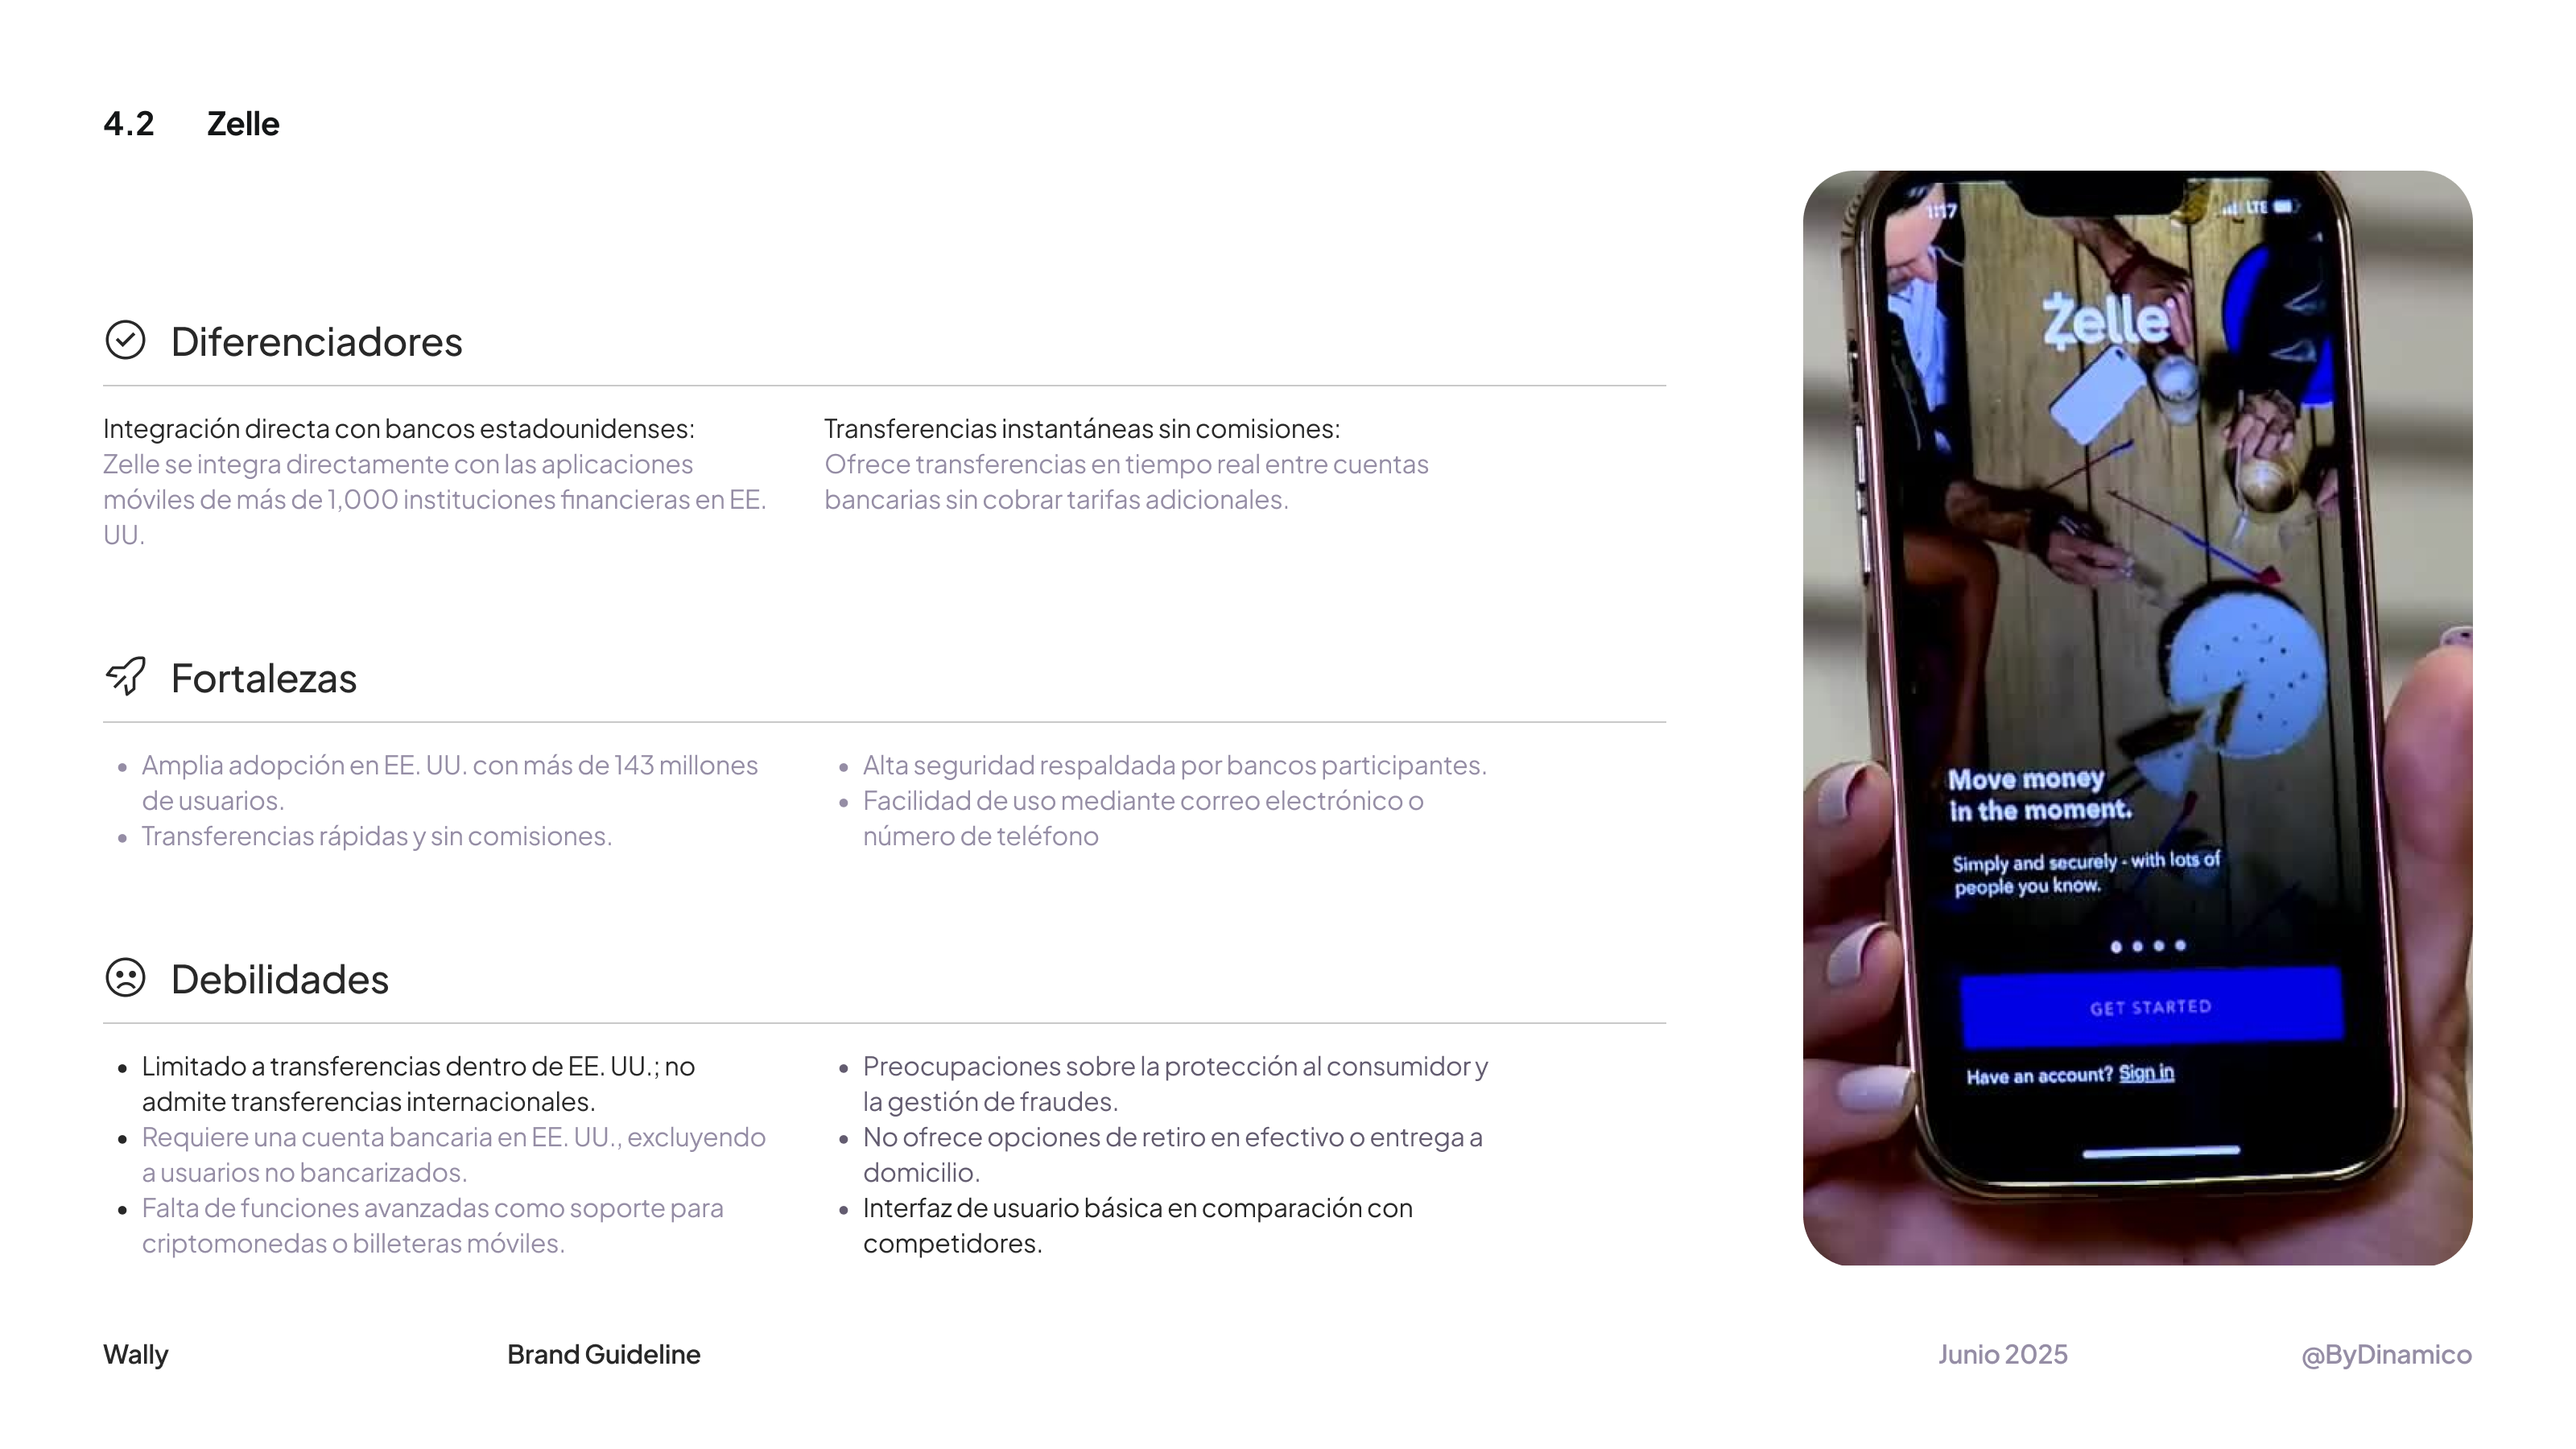 4.2 Zelle
Diferenciadores
Integración directa con bancos estadounidenses:
Zelle se integra directamente con las aplicaciones
móviles de más de 1,000 instituciones financieras en EE.
UU.
Transferencias instantáneas sin comisiones:
Ofrece transferencias en tiempo real entre cuentas
bancarias sin cobrar tarifas adicionales.
Fortalezas
• Amplia adopción en EE. UU. con más de 143 millones
de usuarios.
• Transferencias rápidas y sin comisiones.
• Alta seguridad respaldada por bancos participantes.
• Facilidad de uso mediante correo electrónico o
número de teléfono
Debilidades
• Limitado a transferencias dentro de EE. UU.; no
admite transferencias internacionales.
• Requiere una cuenta bancaria en EE. UU., excluyendo
a usuarios no bancarizados.
• Falta de funciones avanzadas como soporte para
criptomonedas o billeteras móviles.
• Preocupaciones sobre la protección al consumidor y
la gestión de fraudes.
• No ofrece opciones de retiro en efectivo o entrega a
domicilio.
• Interfaz de usuario básica en comparación con
competidores.
1:17
LTE
Zelle
Move money
in the moment.
Simply and securely - with lots of
people you know.
GET STARTED
Have an account? Sign in
Wally
Brand Guideline
Junio 2025
@ByDinamico